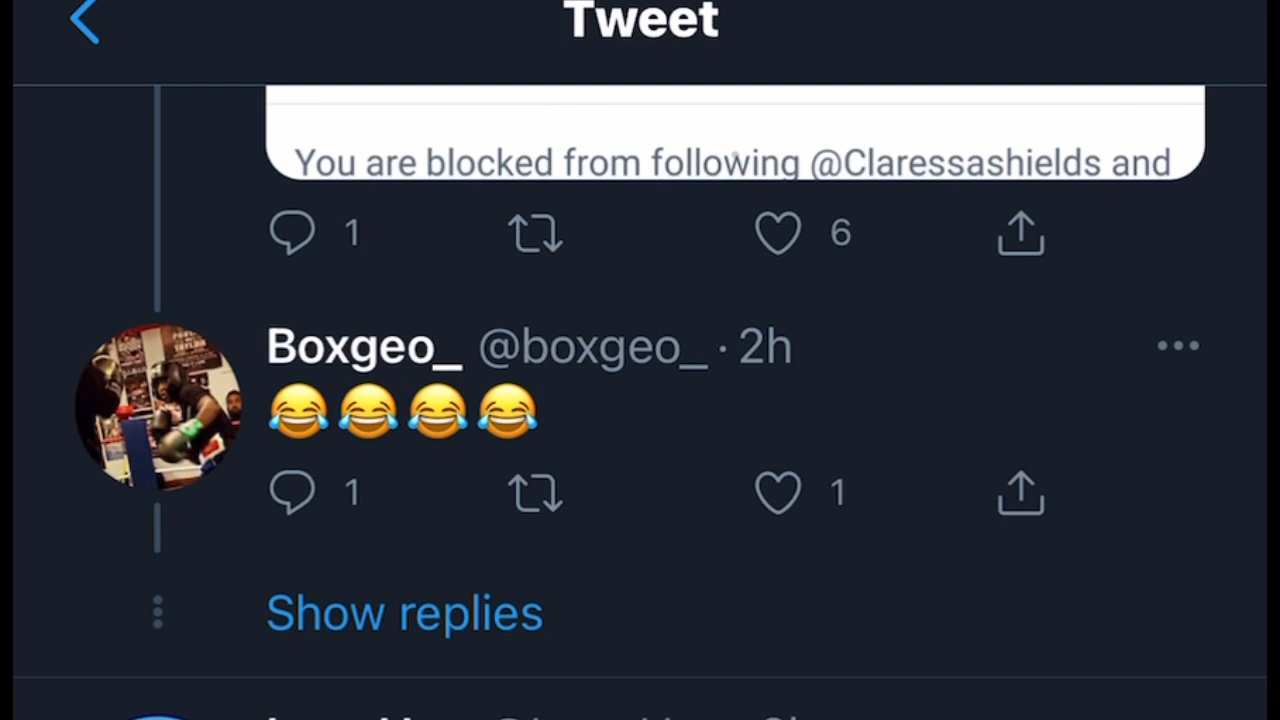 Tweet
You are blocked from following @Claressashields and
1 6
Boxgeo_ @boxgeo_ · 2h
😂😂😂😂
1 1
Show replies